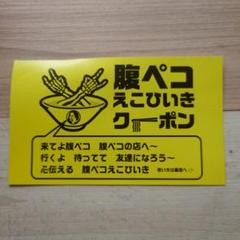 腹ペコ
えこひいき
クーポン
来てよ腹ペコ 腹ペコの店へ〜
行くよ 待ってて 友達になろう〜
心伝える 腹ペコえこひいき